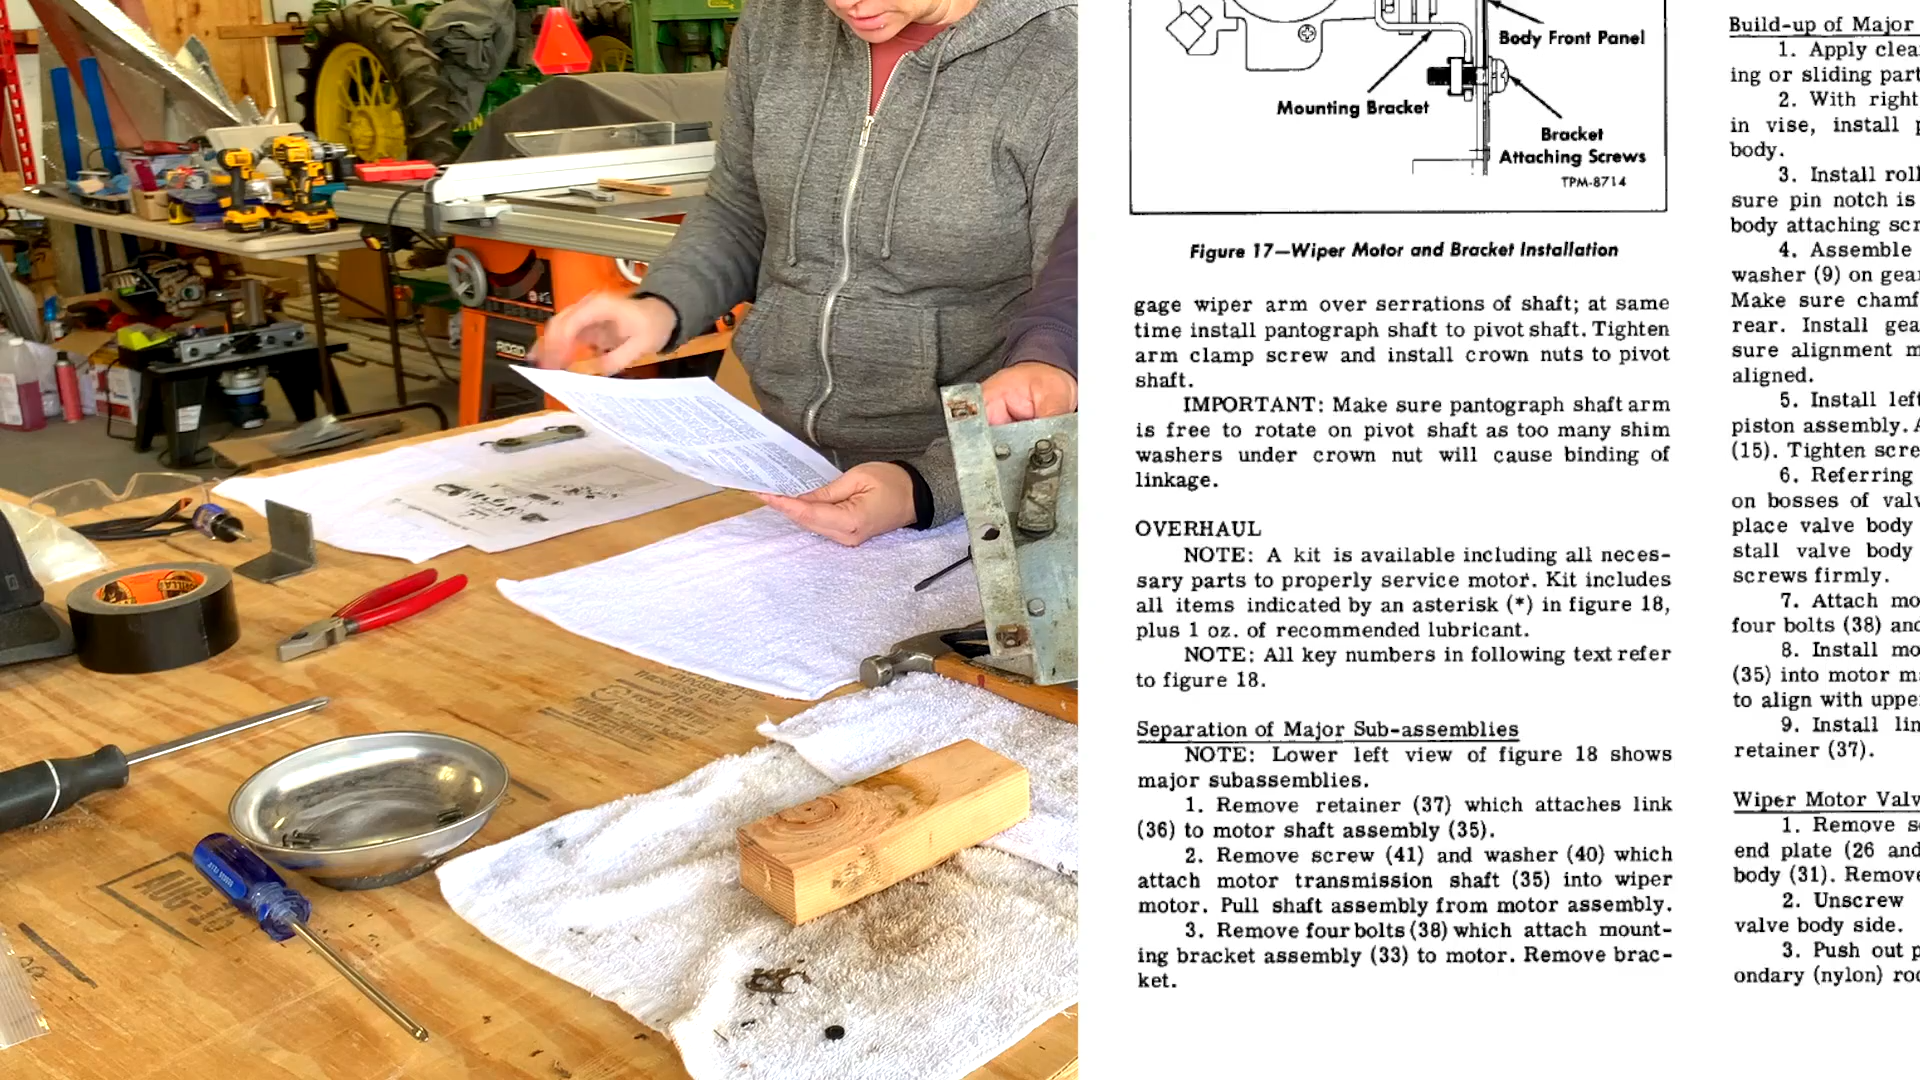 RIDGID
GORILLA
Body Front Panel
Mounting Bracket
Bracket
Attaching Screws
TPM-8714
Figure 17—Wiper Motor and Bracket Installation
gage wiper arm over serrations of shaft; at same
time install pantograph shaft to pivot shaft. Tighten
arm clamp screw and install crown nuts to pivot
shaft.
IMPORTANT: Make sure pantograph shaft arm
is free to rotate on pivot shaft as too many shim
washers under crown nut will cause binding of
linkage.
OVERHAUL
NOTE: A kit is available including all neces-
sary parts to properly service motor. Kit includes
all items indicated by an asterisk (*) in figure 18,
plus 1 oz. of recommended lubricant.
NOTE: All key numbers in following text refer
to figure 18.
Separation of Major Sub-assemblies
NOTE: Lower left view of figure 18 shows
major subassemblies.
1. Remove retainer (37) which attaches link
(36) to motor shaft assembly (35).
2. Remove screw (41) and washer (40) which
attach motor transmission shaft (35) into wiper
motor. Pull shaft assembly from motor assembly.
3. Remove four bolts (38) which attach mount-
ing bracket assembly (33) to motor. Remove brac-
ket.
Build-up of Major
1. Apply clea
ing or sliding part
2. With right
in vise, install p
body.
3. Install roll
sure pin notch is
body attaching scr
4. Assemble
washer (9) on gear
Make sure chamf
rear. Install gea
sure alignment m
aligned.
5. Install left
piston assembly. A
(15). Tighten scre
6. Referring
on bosses of valv
place valve body
stall valve body
screws firmly.
7. Attach mo
four bolts (38) and
8. Install mo
(35) into motor ma
to align with uppe
9. Install lin
retainer (37).
Wiper Motor Valv
1. Remove s
end plate (26 and
body (31). Remove
2. Unscrew
valve body side.
3. Push out p
ondary (nylon) roo